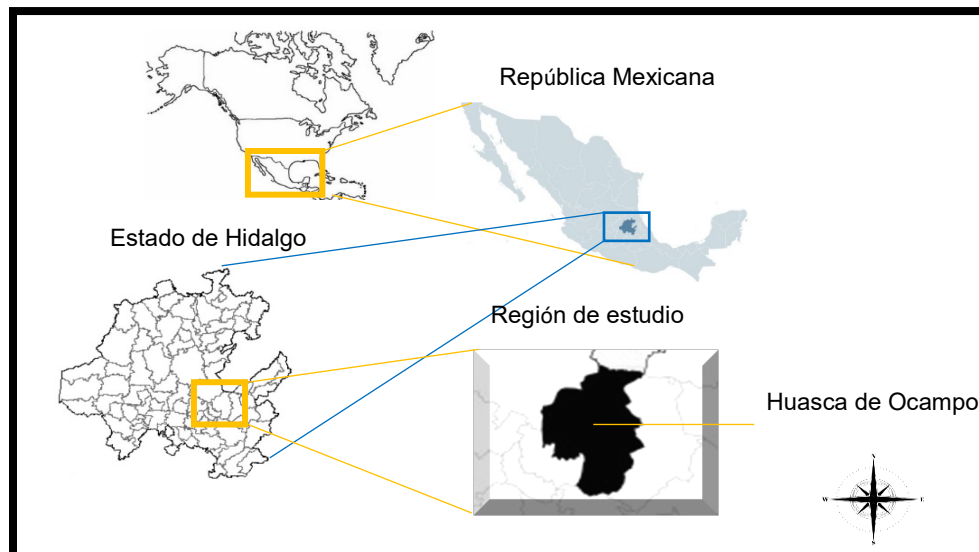 República Mexicana
Estado de Hidalgo
Región de estudio
Huasca de Ocampo
N
W
E
S